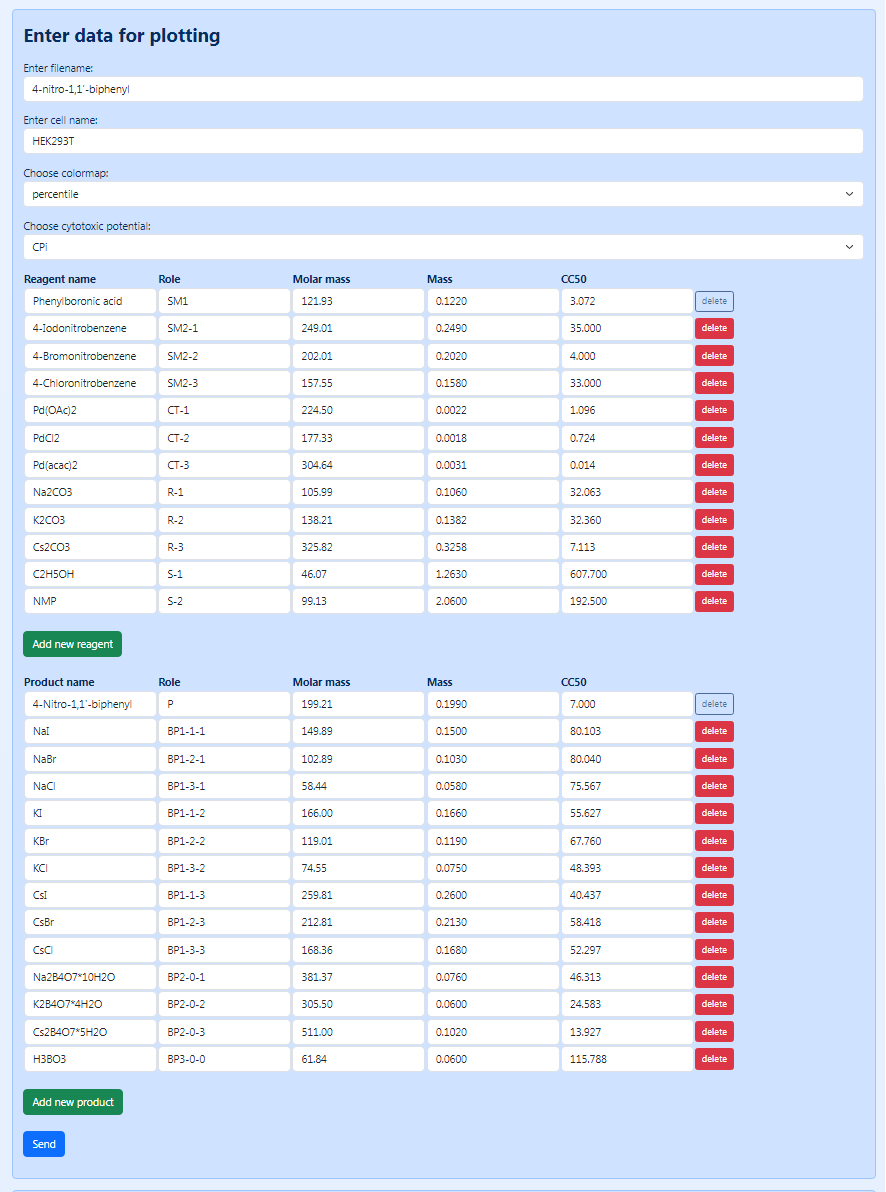 Enter data for plotting
Enter filename:
4-nitro-1,1'-biphenyl
Enter cell name:
HEK293T
Choose colormap:
percentile
Choose cytotoxic potential:
CPi
Reagent name Role Molar mass Mass CC50
Phenylboronic acid SM1 121.93 0.1220 3.072 delete
4-Iodonitrobenzene SM2-1 249.01 0.2490 35.000 delete
4-Bromonitrobenzene SM2-2 202.01 0.2020 4.000 delete
4-Chloronitrobenzene SM2-3 157.55 0.1580 33.000 delete
Pd(OAc)2 CT-1 224.50 0.0022 1.096 delete
PdCl2 CT-2 177.33 0.0018 0.724 delete
Pd(acac)2 CT-3 304.64 0.0031 0.014 delete
Na2CO3 R-1 105.99 0.1060 32.063 delete
K2CO3 R-2 138.21 0.1382 32.360 delete
Cs2CO3 R-3 325.82 0.3258 7.113 delete
C2H5OH S-1 46.07 1.2630 607.700 delete
NMP S-2 99.13 2.0600 192.500 delete
Add new reagent
Product name Role Molar mass Mass CC50
4-Nitro-1,1'-biphenyl P 199.21 0.1990 7.000 delete
NaI BP1-1-1 149.89 0.1500 80.103 delete
NaBr BP1-2-1 102.89 0.1030 80.040 delete
NaCl BP1-3-1 58.44 0.0580 75.567 delete
KI BP1-1-2 166.00 0.1660 55.627 delete
KBr BP1-2-2 119.01 0.1190 67.760 delete
KCl BP1-3-2 74.55 0.0750 48.393 delete
CsI BP1-1-3 259.81 0.2600 40.437 delete
CsBr BP1-2-3 212.81 0.2130 58.418 delete
CsCl BP1-3-3 168.36 0.1680 52.297 delete
Na2B4O7*10H2O BP2-0-1 381.37 0.0760 46.313 delete
K2B4O7*4H2O BP2-0-2 305.50 0.0600 24.583 delete
Cs2B4O7*5H2O BP2-0-3 511.00 0.1020 13.927 delete
H3BO3 BP3-0-0 61.84 0.0600 115.788 delete
Add new product
Send